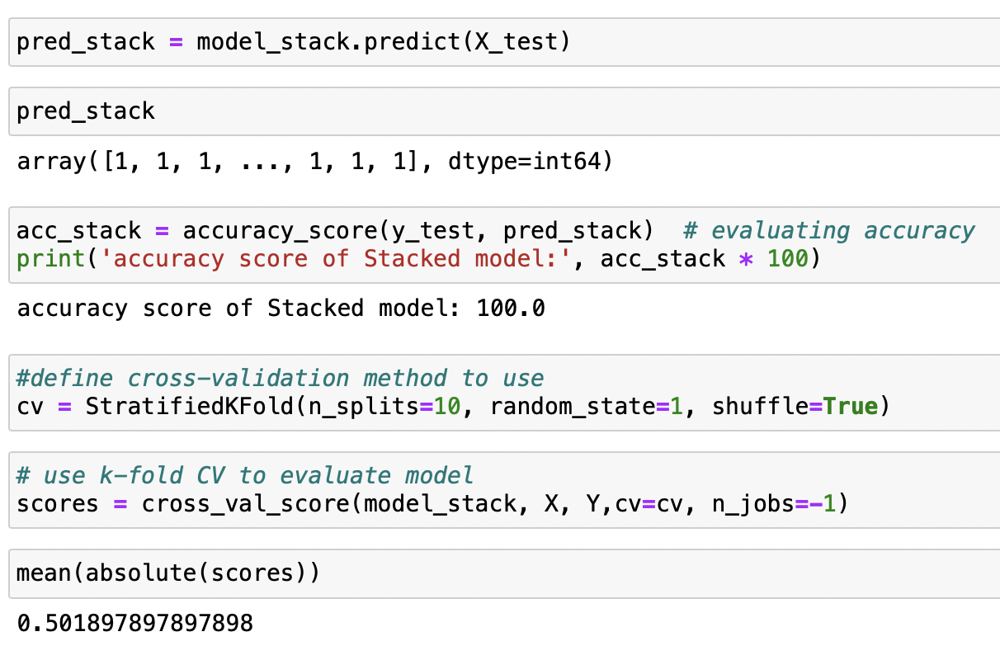 pred_stack = model_stack.predict(X_test)
pred_stack
array([1, 1, 1, ..., 1, 1, 1], dtype=int64)
acc_stack = accuracy_score(y_test, pred_stack)  # evaluating accuracy
print('accuracy score of Stacked model:', acc_stack * 100)
accuracy score of Stacked model: 100.0
#define cross-validation method to use
cv = StratifiedKFold(n_splits=10, random_state=1, shuffle=True)
# use k-fold CV to evaluate model
scores = cross_val_score(model_stack, X, Y,cv=cv, n_jobs=-1)
mean(absolute(scores))
0.501897897897898